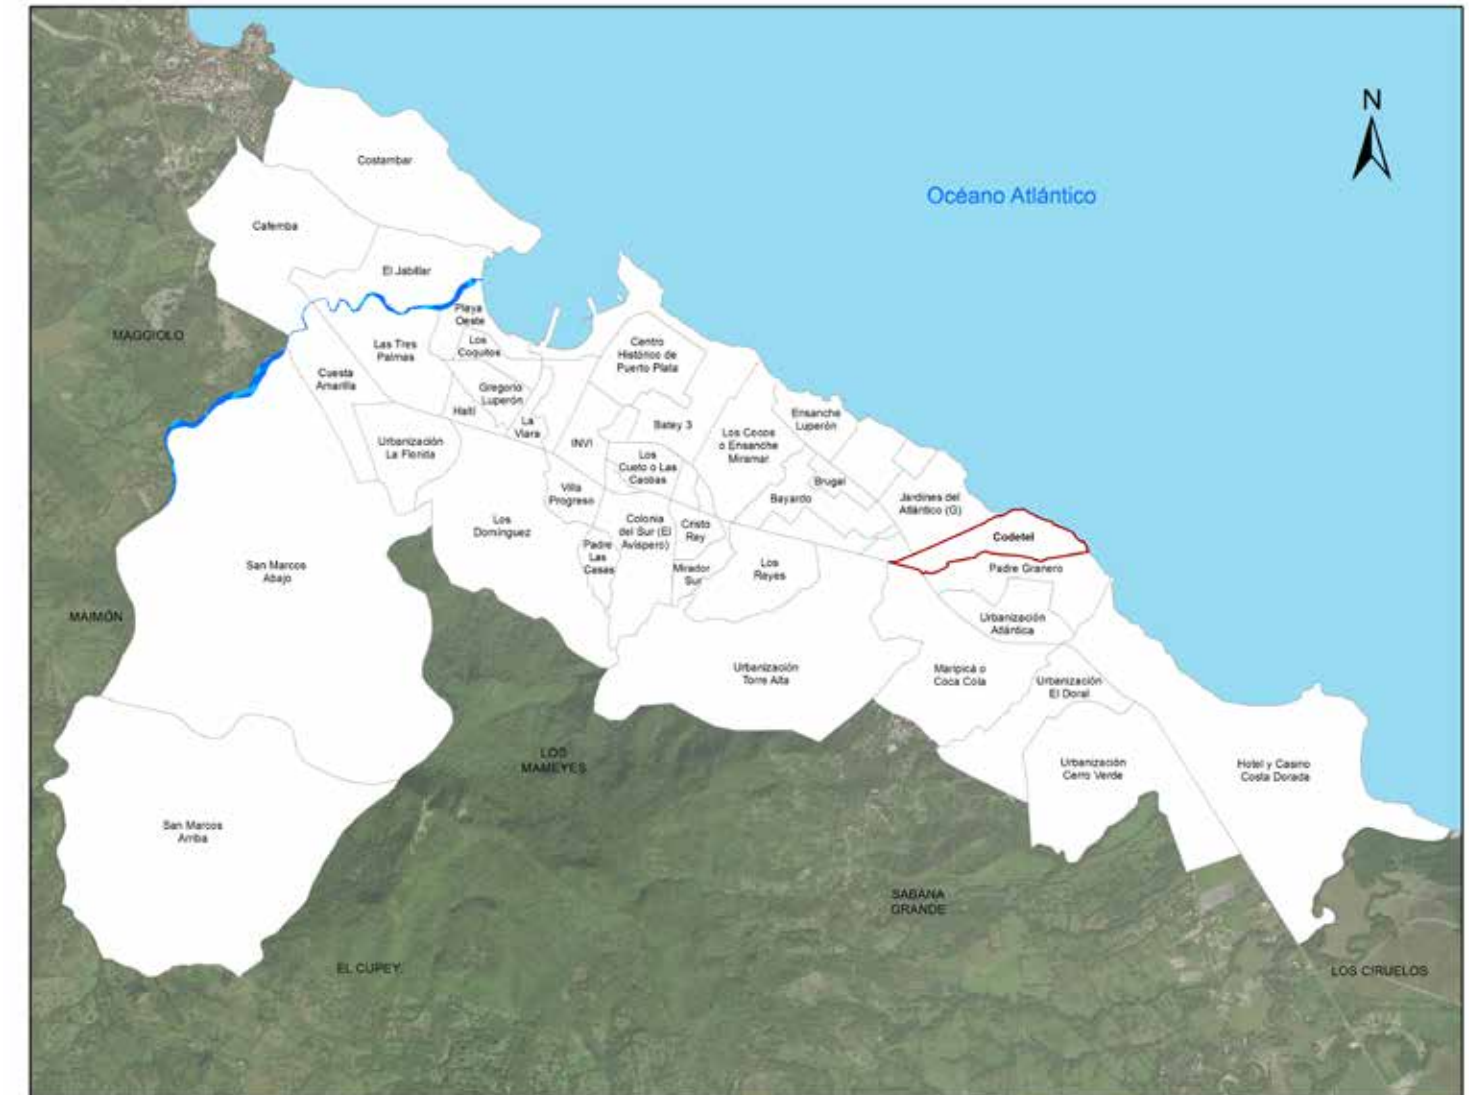 N
Océano Atlántico
Costambar
Cafemba
El Jabillar
MAGGIOLO
Playa
Oeste
Los
Coquitos
Las Tres
Palmas
Centro
Histórico de
Puerto Plata
Cuesta
Amarilla
Gregorio
Luperón
Haití
La
Viara
INVI
Batey 3
Ensanche
Luperón
Los Cocos
o Ensanche
Miramar
Urbanización
La Florida
Los
Cueto o Las
Caobas
Brugal
Bayardo
Villa
Progreso
Jardines del
Atlántico (G)
Los
Domínguez
Colonia
del Sur (El
Avispero)
Cristo
Rey
Codetel
Padre
Las
Casas
Mirador
Sur
Los
Reyes
Padre Granero
San Marcos
Abajo
MAIMÓN
Urbanización
Atlántica
Urbanización
Torre Alta
Maripicá o
Coca Cola
Urbanización
El Doral
LOS
MAMEYES
Urbanización
Cerro Verde
Hotel y Casino
Costa Dorada
San Marcos
Arriba
SABANA
GRANDE
EL CUPEY
LOS CIRUELOS